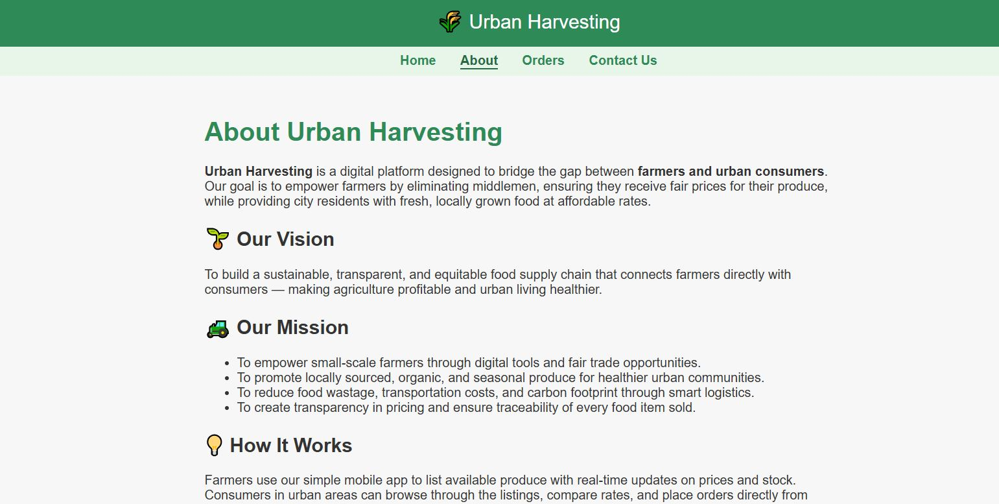 Urban Harvesting
Home About Orders Contact Us
About Urban Harvesting
Urban Harvesting is a digital platform designed to bridge the gap between farmers and urban consumers.
Our goal is to empower farmers by eliminating middlemen, ensuring they receive fair prices for their produce,
while providing city residents with fresh, locally grown food at affordable rates.
Our Vision
To build a sustainable, transparent, and equitable food supply chain that connects farmers directly with
consumers — making agriculture profitable and urban living healthier.
Our Mission
• To empower small-scale farmers through digital tools and fair trade opportunities.
• To promote locally sourced, organic, and seasonal produce for healthier urban communities.
• To reduce food wastage, transportation costs, and carbon footprint through smart logistics.
• To create transparency in pricing and ensure traceability of every food item sold.
How It Works
Farmers use our simple mobile app to list available produce with real-time updates on prices and stock.
Consumers in urban areas can browse through the listings, compare rates, and place orders directly from